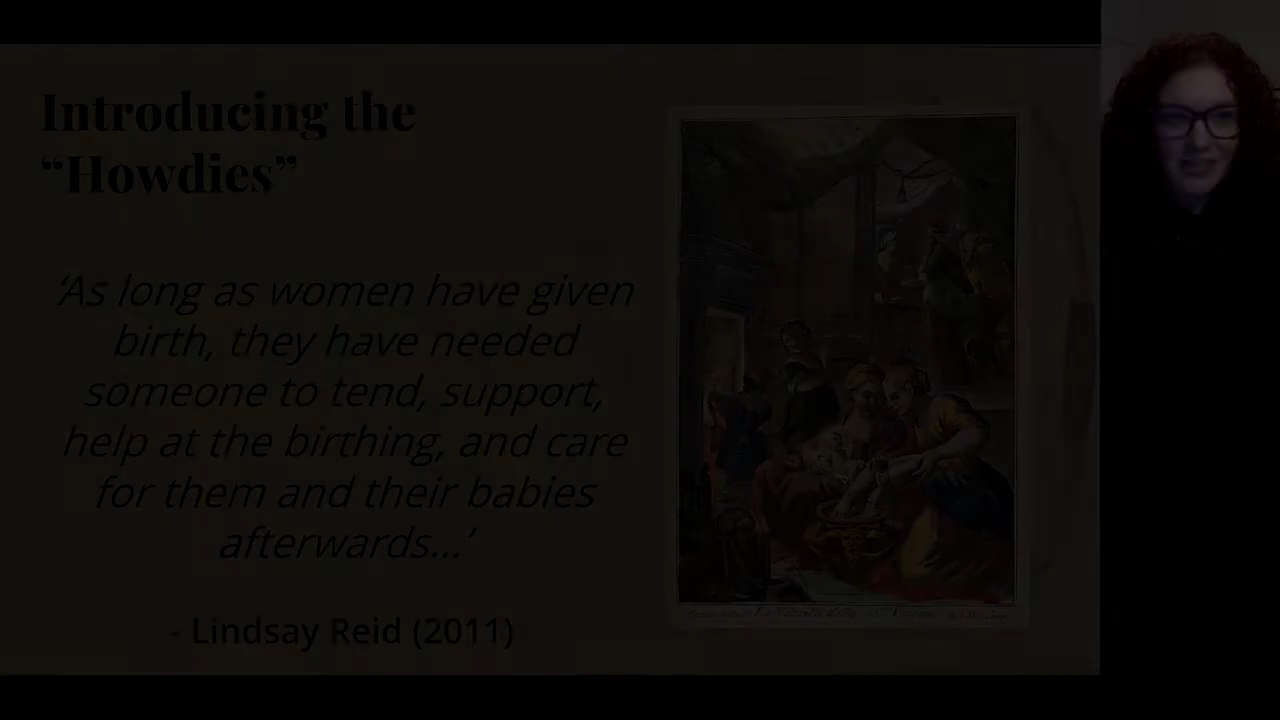 Introducing the
“Howdies”
‘As long as women have given
birth, they have needed
someone to tend, support,
help at the birthing, and care
for them and their babies
afterwards...’
- Lindsay Reid (2011)